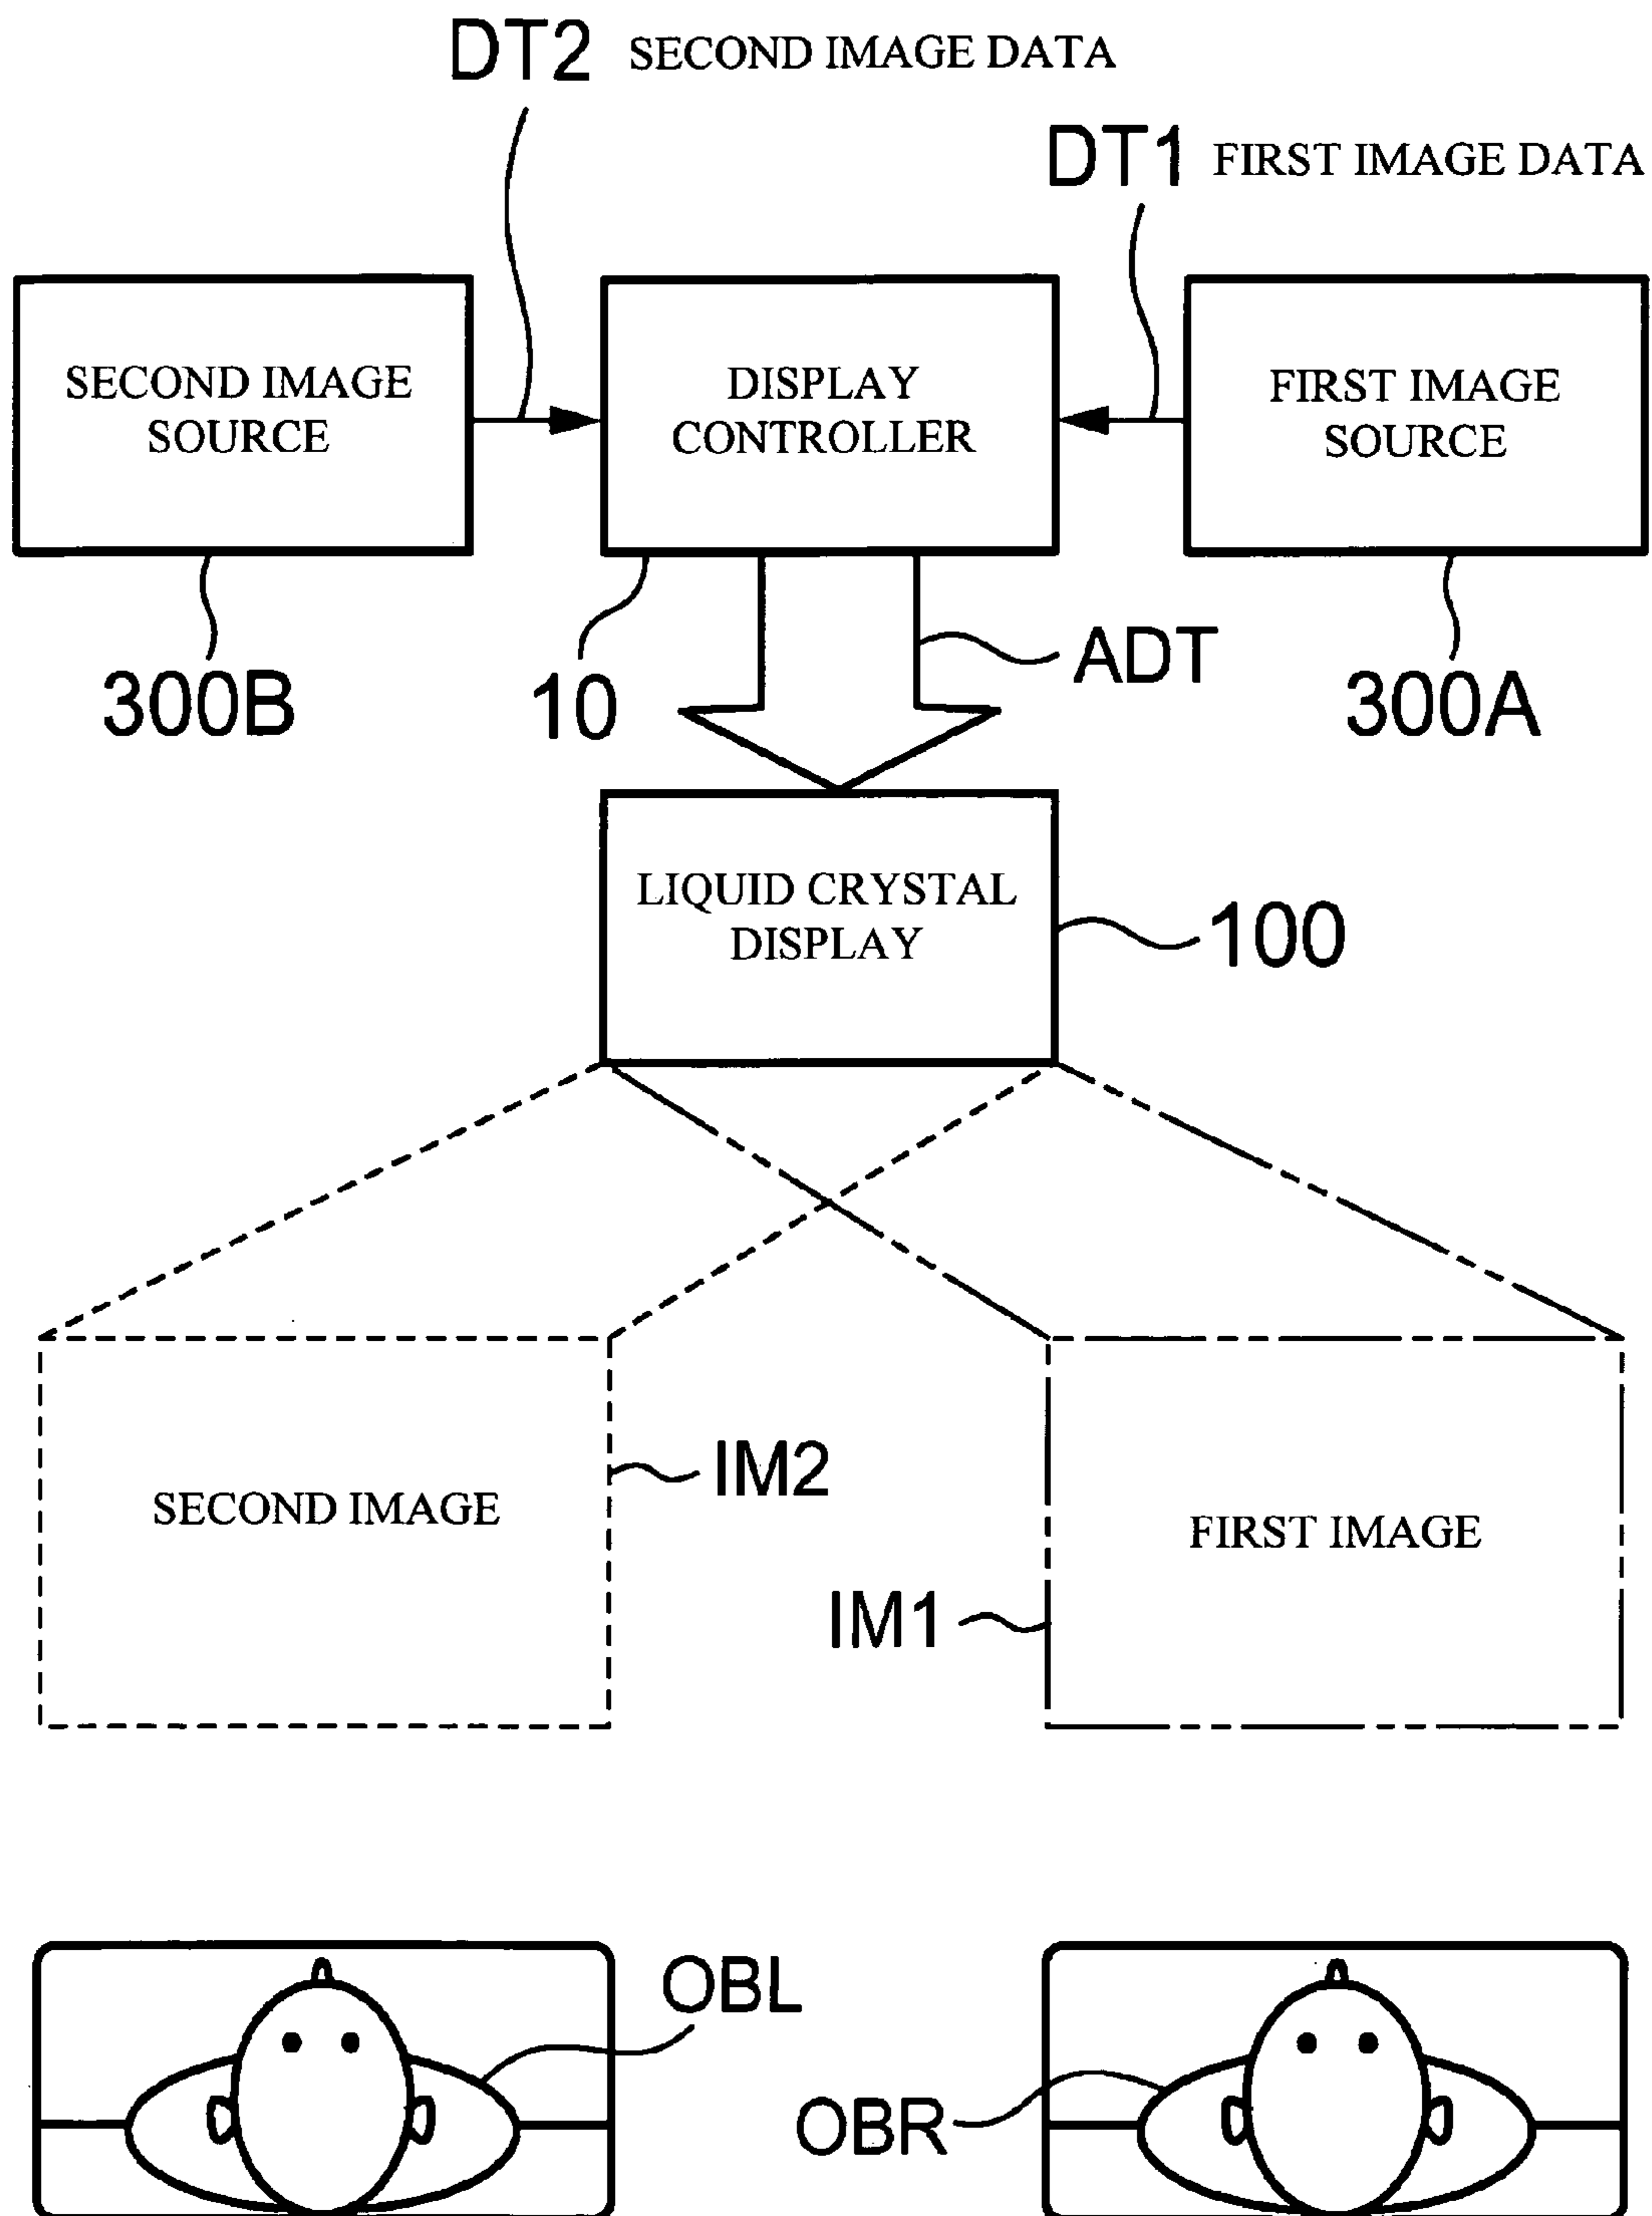 DT2 SECOND IMAGE DATA
DT1 FIRST IMAGE DATA
SECOND IMAGE
SOURCE
DISPLAY
CONTROLLER
FIRST IMAGE
SOURCE
300B
10
ADT
300A
LIQUID CRYSTAL
DISPLAY
100
SECOND IMAGE
IM2
FIRST IMAGE
IM1
OBL
OBR